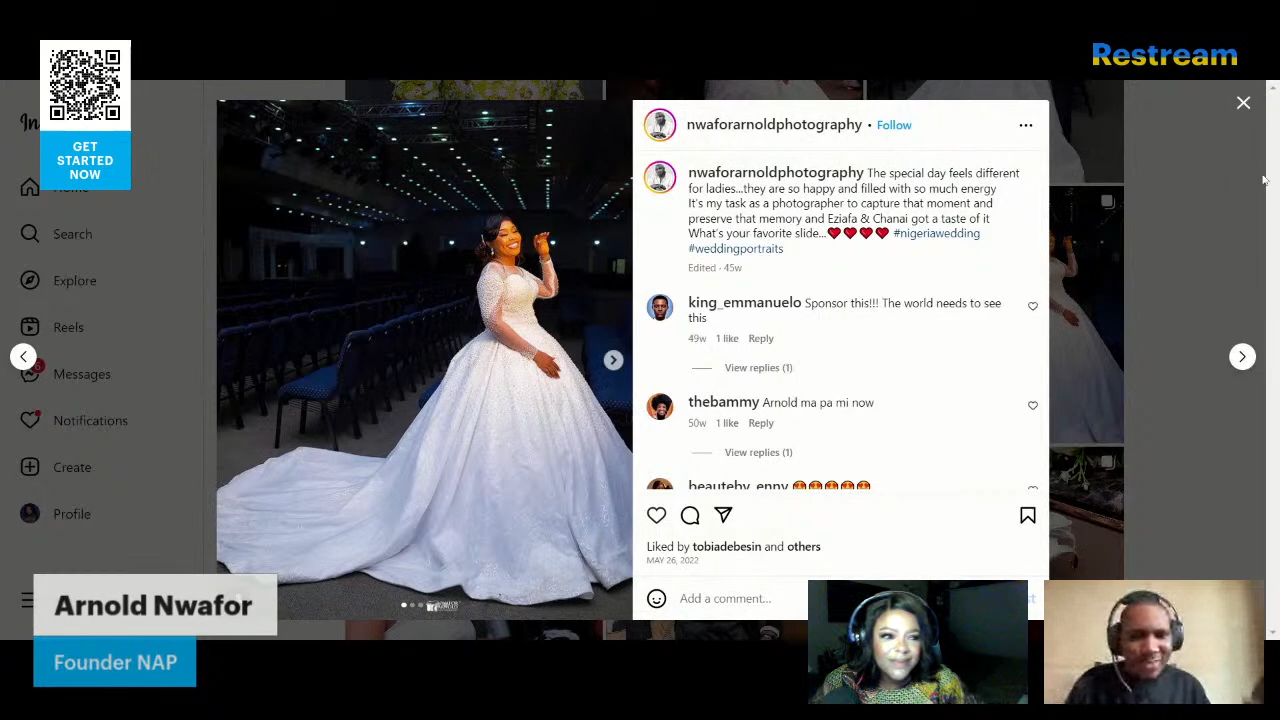 Restream
GET
STARTED
NOW
Home
Search
Explore
Reels
Messages
Notifications
Create
Profile
nwaforarnoldphotography • Follow
nwaforarnoldphotography The special day feels different
for ladies...they are so happy and filled with so much energy
It's my task as a photographer to capture that moment and
preserve that memory and Eziafa & Chanai got a taste of it
What's your favorite slide...❤❤❤❤ #nigeriawedding
#weddingportraits
Edited · 45w
king_emmanuelo Sponsor this!!! The world needs to see
this
49w 1 like Reply
View replies (1)
thebammy Arnold ma pa mi now
50w 1 like Reply
View replies (1)
beauteby_enny 🤩🤩🤩🤩🤩
Liked by tobiadebesin and others
MAY 26, 2022
Add a comment...
Arnold Nwafor
Founder NAP